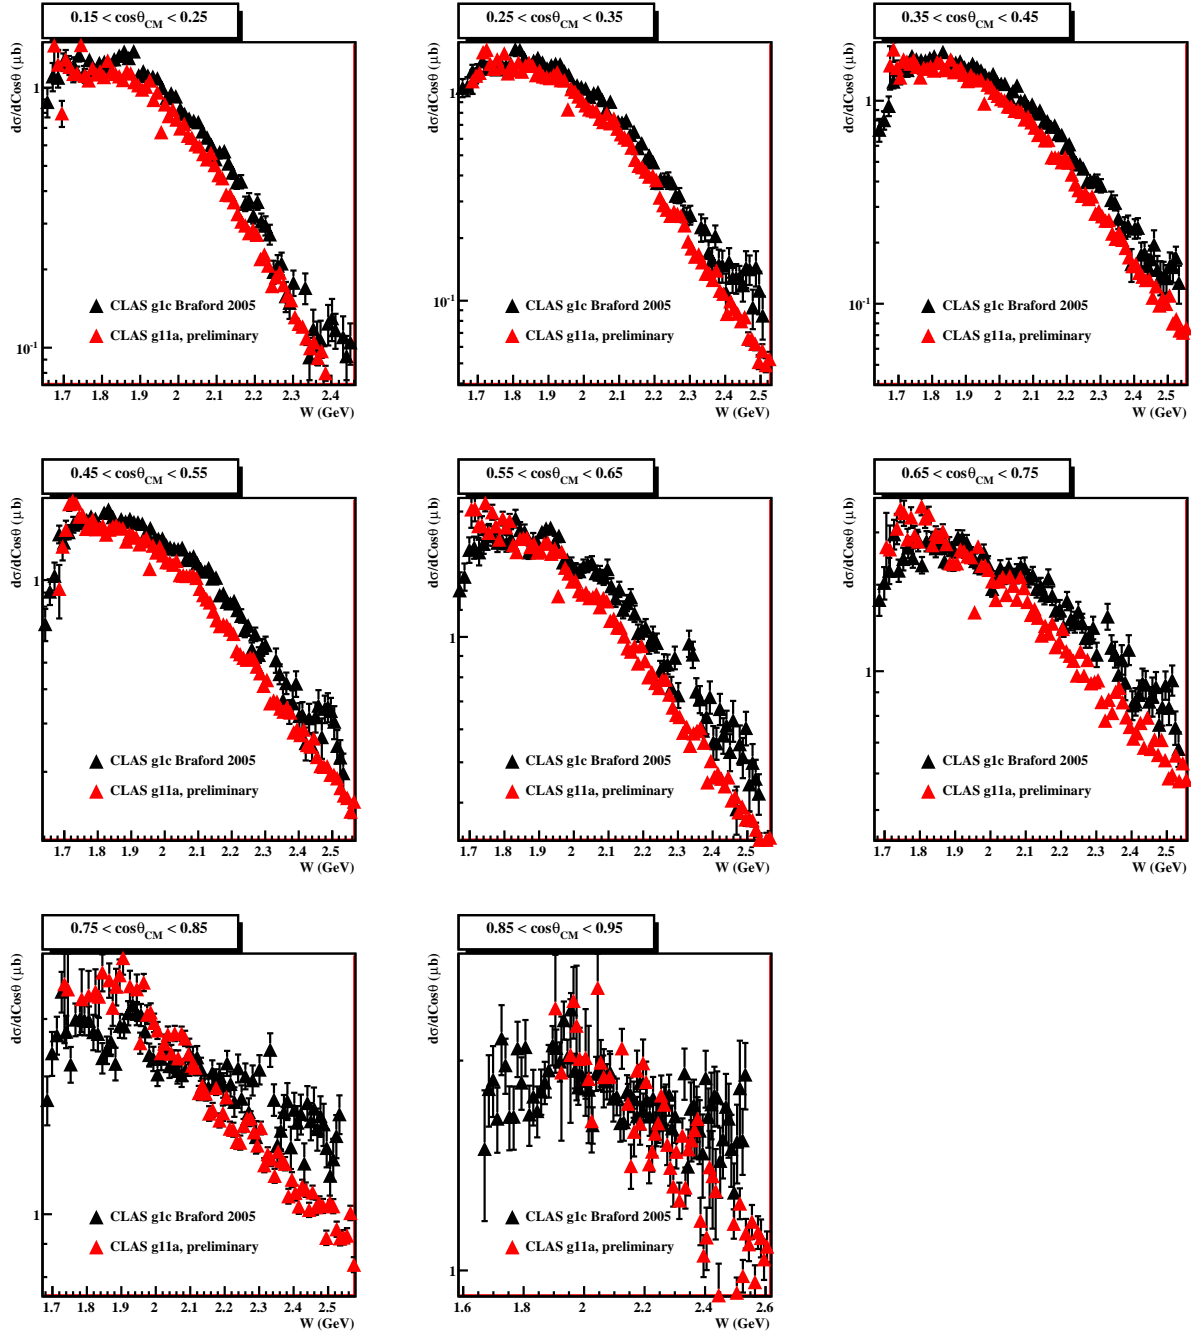 0.15 < cosθCM < 0.25
dσ/dCosθ (μb)
1
10-1
CLAS g1c Braford 2005
CLAS g11a, preliminary
1.7 1.8 1.9 2 2.1 2.2 2.3 2.4
W (GeV)
0.25 < cosθCM < 0.35
dσ/dCosθ (μb)
1
10-1
CLAS g1c Braford 2005
CLAS g11a, preliminary
1.7 1.8 1.9 2 2.1 2.2 2.3 2.4 2.5
W (GeV)
0.35 < cosθCM < 0.45
dσ/dCosθ (μb)
1
10-1
CLAS g1c Braford 2005
CLAS g11a, preliminary
1.7 1.8 1.9 2 2.1 2.2 2.3 2.4 2.5
W (GeV)
0.45 < cosθCM < 0.55
dσ/dCosθ (μb)
1
CLAS g1c Braford 2005
CLAS g11a, preliminary
1.7 1.8 1.9 2 2.1 2.2 2.3 2.4 2.5
W (GeV)
0.55 < cosθCM < 0.65
dσ/dCosθ (μb)
1
CLAS g1c Braford 2005
CLAS g11a, preliminary
1.7 1.8 1.9 2 2.1 2.2 2.3 2.4 2.5
W (GeV)
0.65 < cosθCM < 0.75
dσ/dCosθ (μb)
1
CLAS g1c Braford 2005
CLAS g11a, preliminary
1.7 1.8 1.9 2 2.1 2.2 2.3 2.4 2.5
W (GeV)
0.75 < cosθCM < 0.85
dσ/dCosθ (μb)
1
CLAS g1c Braford 2005
CLAS g11a, preliminary
1.7 1.8 1.9 2 2.1 2.2 2.3 2.4 2.5
W (GeV)
0.85 < cosθCM < 0.95
dσ/dCosθ (μb)
1
CLAS g1c Braford 2005
CLAS g11a, preliminary
1.6 1.8 2 2.2 2.4 2.6
W (GeV)